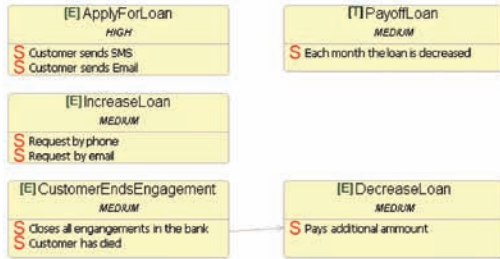 [E] ApplyForLoan
HIGH
S Customer sends SMS
S Customer sends Email
[T] PayoffLoan
MEDIUM
S Each month the loan is decreased
[E] IncreaseLoan
MEDIUM
S Request by phone
S Request by email
[E] CustomerEndsEngagement
MEDIUM
S Closes all engangements in the bank
S Customer has died
[E] DecreaseLoan
MEDIUM
S Pays additional ammount